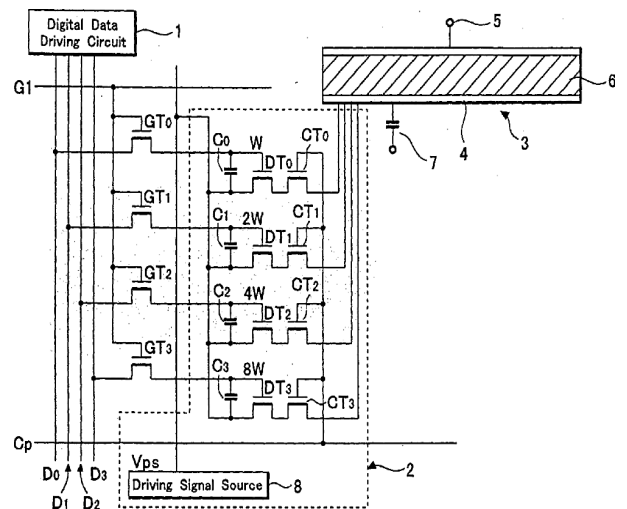 Digital Data
Driving Circuit
1
5
G1
6
GT0
C0
W
CT0
DT0
4
3
7
GT1
C1
2W
CT1
DT1
GT2
C2
4W
CT2
DT2
GT3
C3
8W
DT3
CT3
Cp
Vps
2
D0
D3
Driving Signal Source
8
D1
D2